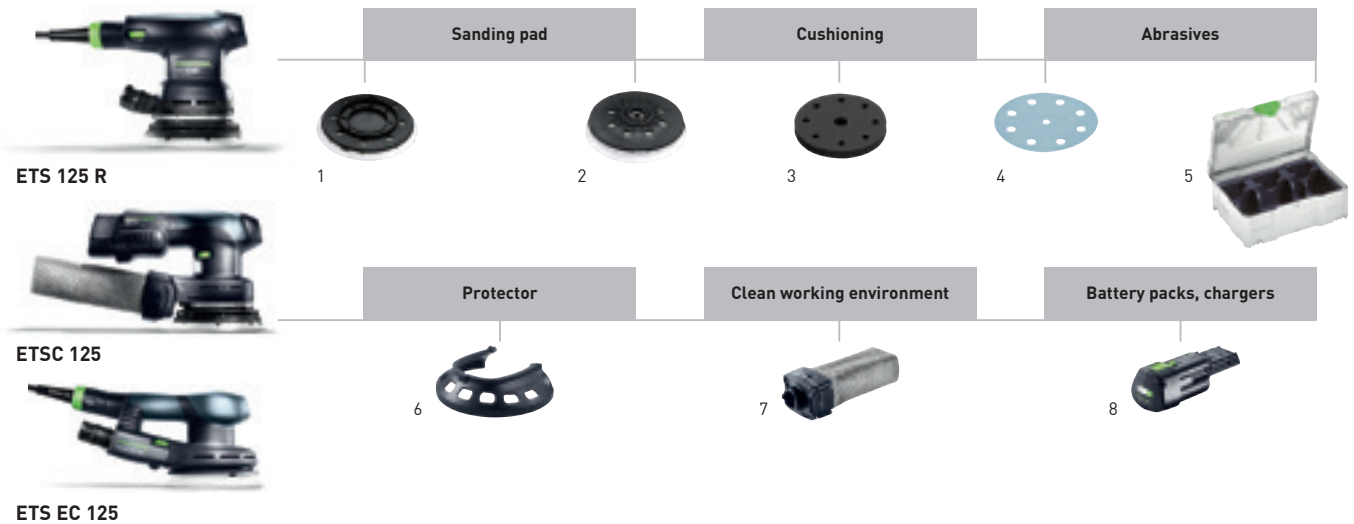 Sanding pad
Cushioning
Abrasives
1
2
3
4
5
ETS 125 R
Protector
Clean working environment
Battery packs, chargers
ETSC 125
6
7
8
ETS EC 125